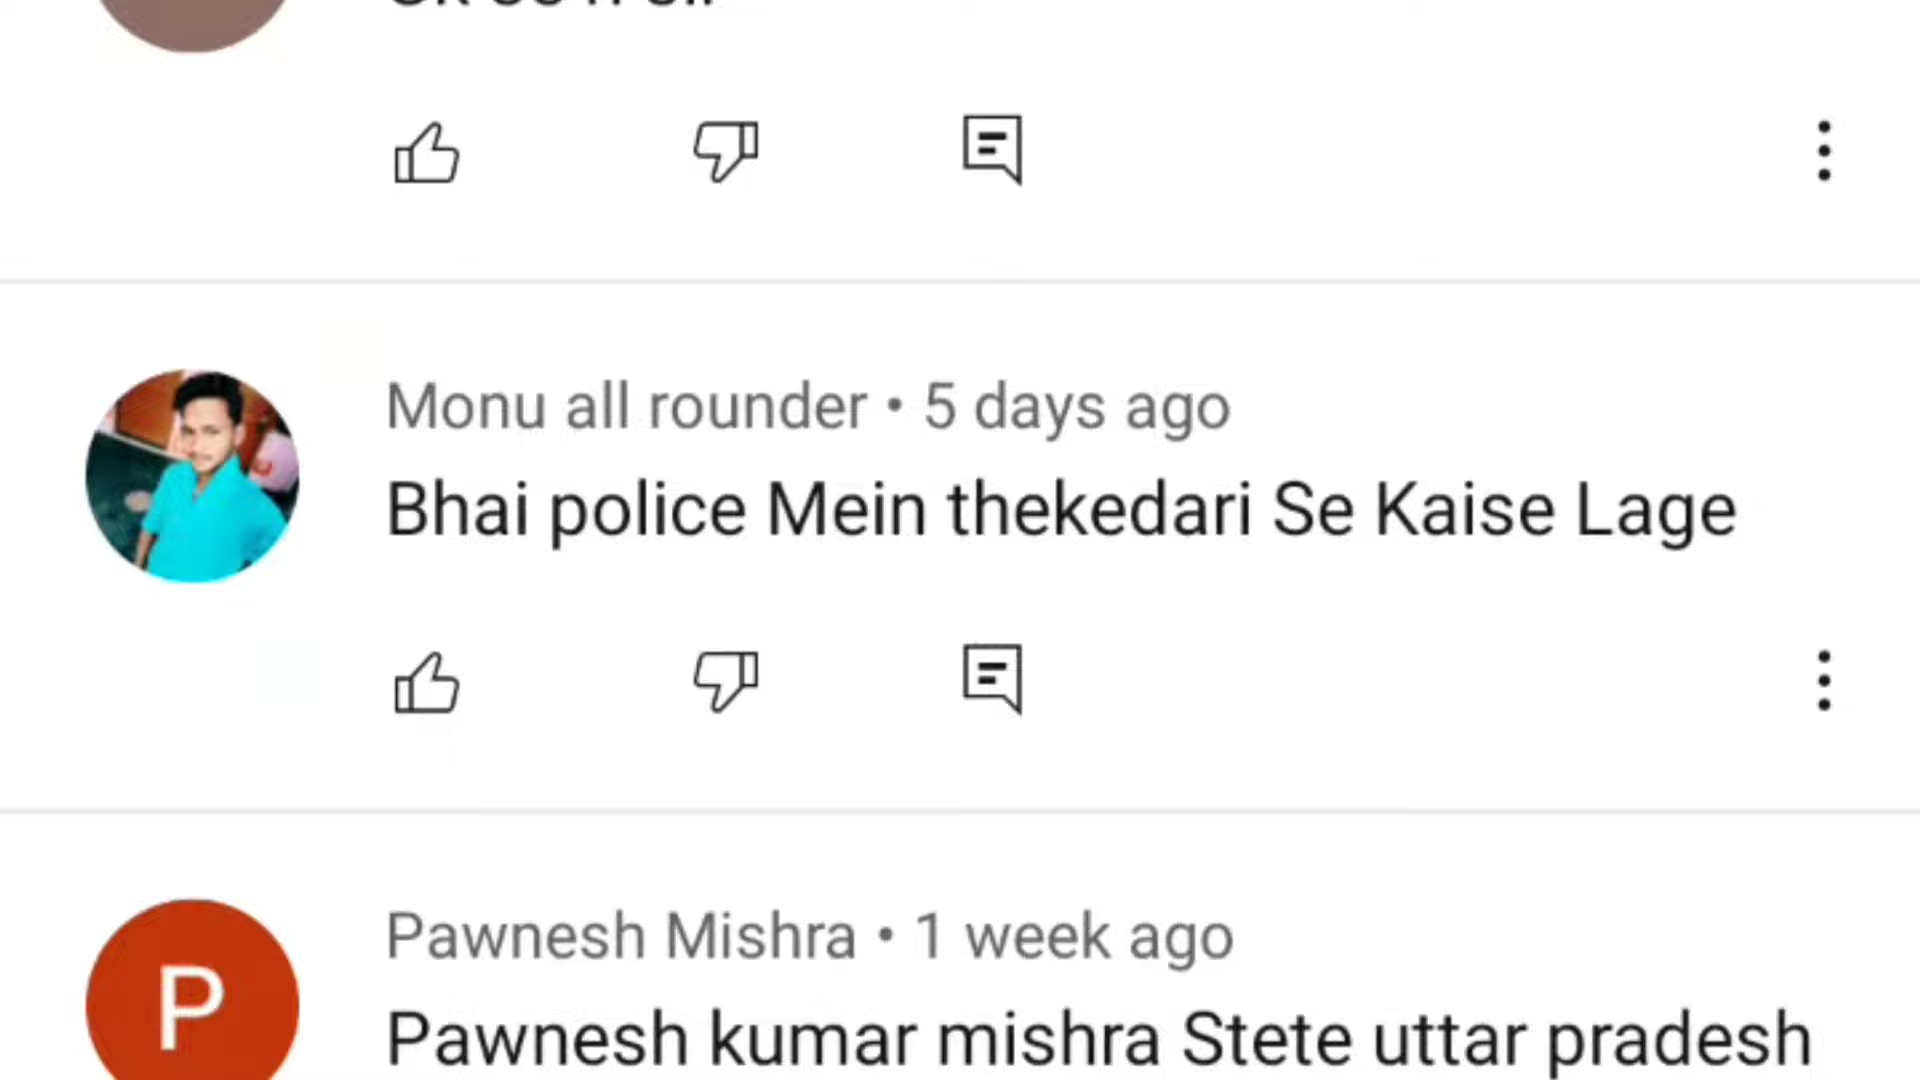 Monu all rounder • 5 days ago
Bhai police Mein thekedari Se Kaise Lage
P
Pawnesh Mishra • 1 week ago
Pawnesh kumar mishra Stete uttar pradesh